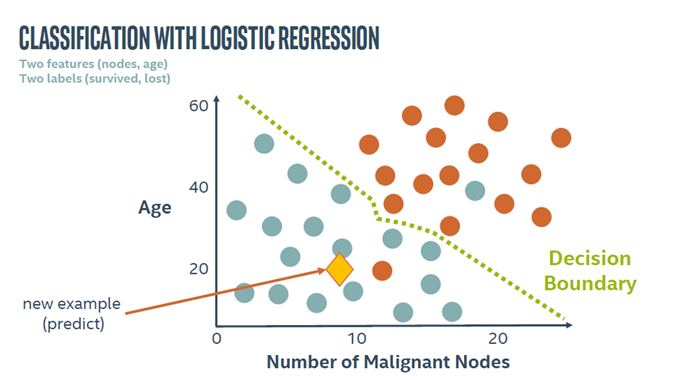 CLASSIFICATION WITH LOGISTIC REGRESSION
Two features (nodes, age)
Two labels (survived, lost)
60
40
Age
20
new example
(predict)
Decision
Boundary
0
10
20
Number of Malignant Nodes